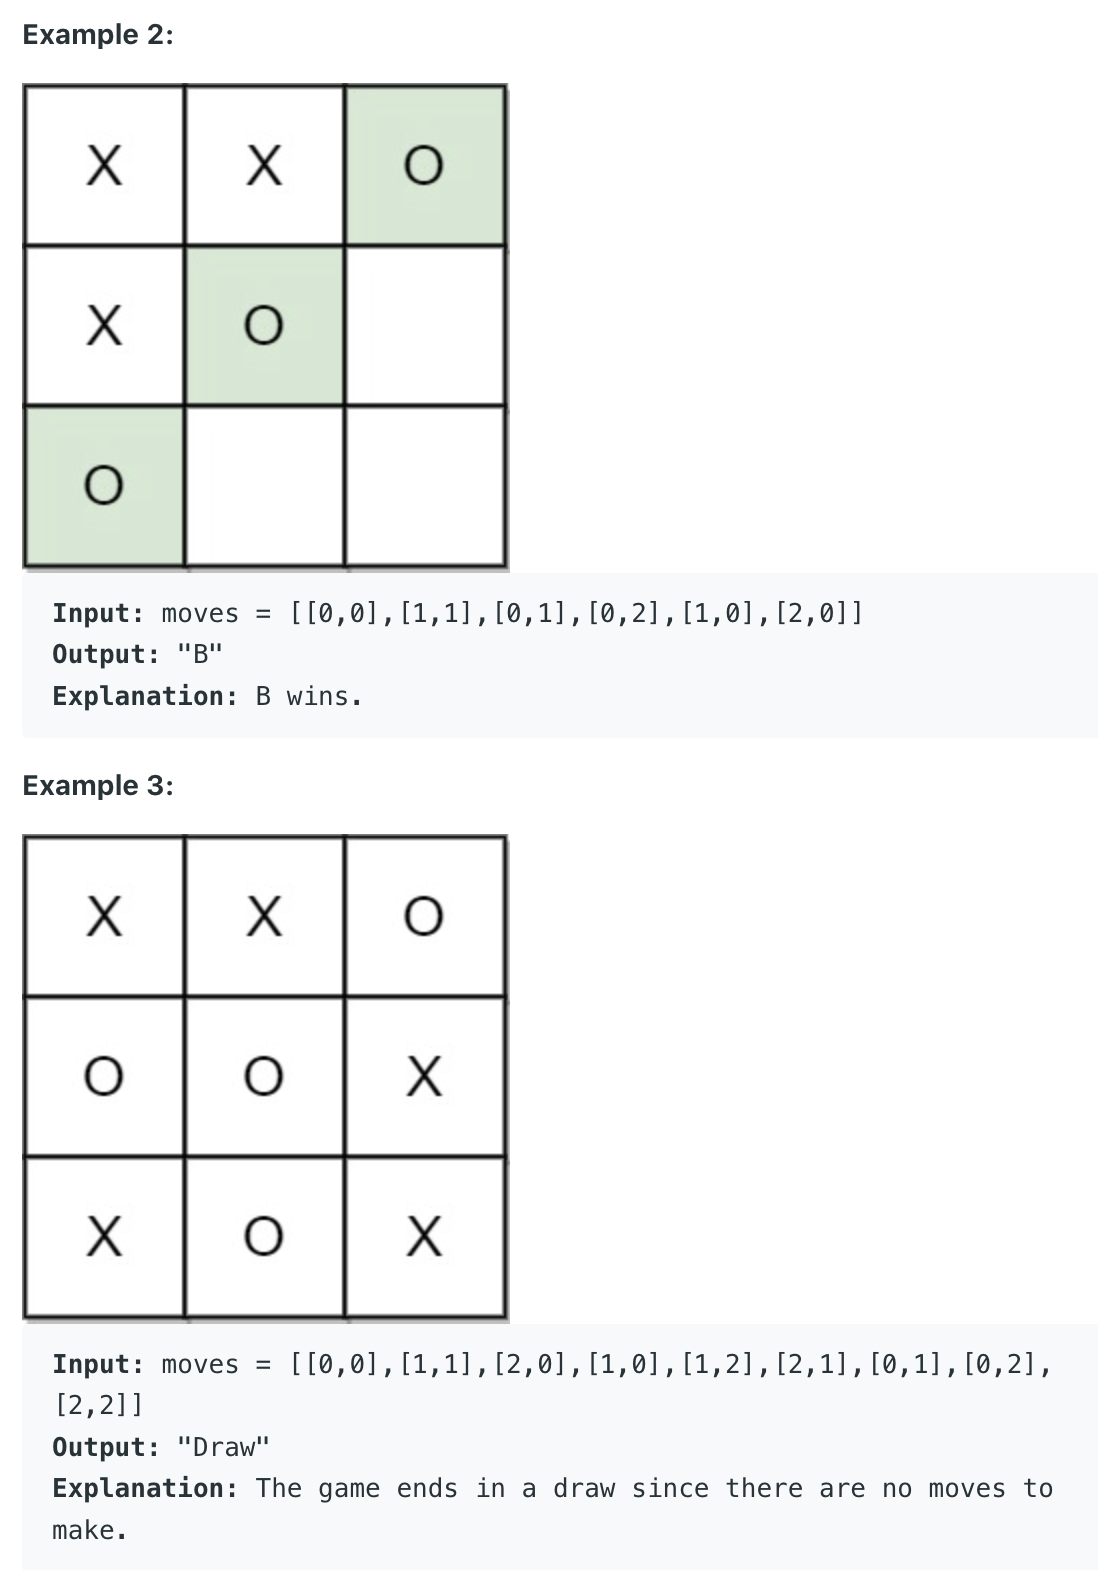 Example 2:
X X O
X O
O
Input: moves = [[0,0],[1,1],[0,1],[0,2],[1,0],[2,0]]
Output: "B"
Explanation: B wins.
Example 3:
X X O
O O X
X O X
Input: moves = [[0,0],[1,1],[2,0],[1,0],[1,2],[2,1],[0,1],[0,2],
[2,2]]
Output: "Draw"
Explanation: The game ends in a draw since there are no moves to
make.